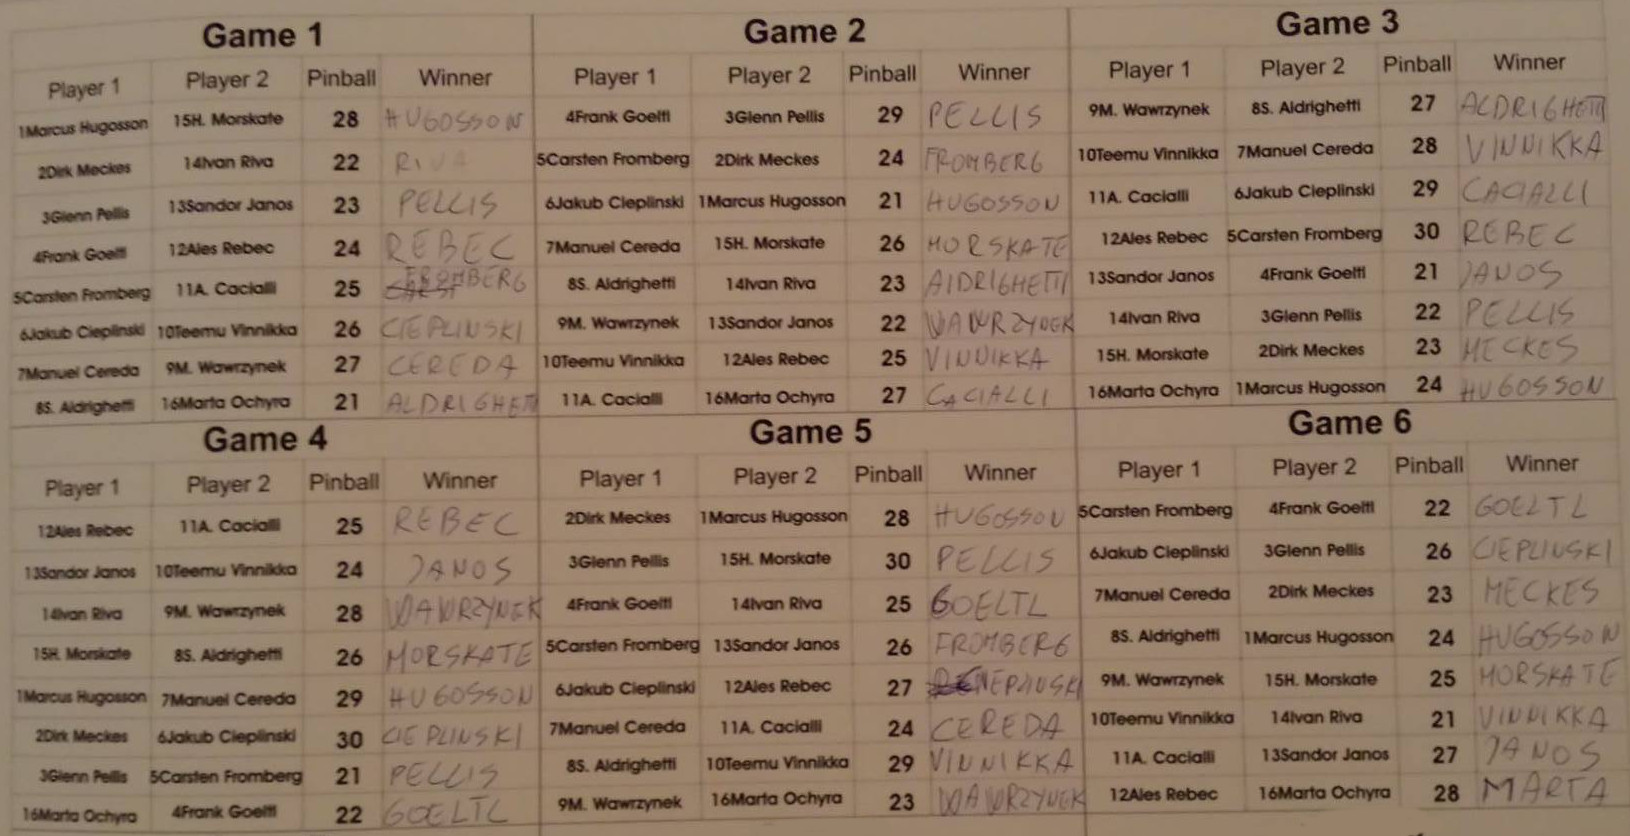 Game 1 Game 2 Game 3
Player 1 Player 2 Pinball Winner Player 1 Player 2 Pinball Winner Player 1 Player 2 Pinball Winner
1Marcus Hugosson 15H. Morskate 28 HUGOSSON 4Frank Goeltl 3Glenn Pellis 29 PELLIS 9M. Wawrzynek 8S. Aldrighetti 27 ALDRIGHETTI
2Dirk Meckes 14Ivan Riva 22 RIVA 5Carsten Fromberg 2Dirk Meckes 24 FROMBERG 10Teemu Vinnikka 7Manuel Cereda 28 VINNIKKA
3Glenn Pellis 13Sandor Janos 23 PELLIS 6Jakub Cieplinski 1Marcus Hugosson 21 HUGOSSON 11A. Cacialli 6Jakub Cieplinski 29 CACIALLI
4Frank Goeltl 12Ales Rebec 24 REBEC 7Manuel Cereda 15H. Morskate 26 MORSKATE 12Ales Rebec 5Carsten Fromberg 30 REBEC
5Carsten Fromberg 11A. Cacialli 25 FROMBERG 8S. Aldrighetti 14Ivan Riva 23 AlDRIGHETTI 13Sandor Janos 4Frank Goeltl 21 JANOS
6Jakub Cieplinski 10Teemu Vinnikka 26 CIEPLINSKI 9M. Wawrzynek 13Sandor Janos 22 WAWRZYNEK 14Ivan Riva 3Glenn Pellis 22 PELLIS
7Manuel Cereda 9M. Wawrzynek 27 CEREDA 10Teemu Vinnikka 12Ales Rebec 25 VINNIKKA 15H. Morskate 2Dirk Meckes 23 MECKES
8S. Aldrighetti 16Marta Ochyra 21 ALDRIGHETTI 11A. Cacialli 16Marta Ochyra 27 CACIALLI 16Marta Ochyra 1Marcus Hugosson 24 HUGOSSON
Game 4 Game 5 Game 6
Player 1 Player 2 Pinball Winner Player 1 Player 2 Pinball Winner Player 1 Player 2 Pinball Winner
12Ales Rebec 11A. Cacialli 25 REBEC 2Dirk Meckes 1Marcus Hugosson 28 HUGOSSON 5Carsten Fromberg 4Frank Goeltl 22 GOELTL
13Sandor Janos 10Teemu Vinnikka 24 JANOS 3Glenn Pellis 15H. Morskate 30 PELLIS 6Jakub Cieplinski 3Glenn Pellis 26 CIEPLINSKI
14Ivan Riva 9M. Wawrzynek 28 WAWRZYNEK 4Frank Goeltl 14Ivan Riva 25 GOELTL 7Manuel Cereda 2Dirk Meckes 23 MECKES
15H. Morskate 8S. Aldrighetti 26 MORSKATE 5Carsten Fromberg 13Sandor Janos 26 FROMBERG 8S. Aldrighetti 1Marcus Hugosson 24 HUGOSSON
1Marcus Hugosson 7Manuel Cereda 29 HUGOSSON 6Jakub Cieplinski 12Ales Rebec 27 9M. Wawrzynek 15H. Morskate 25 MORSKATE
2Dirk Meckes 6Jakub Cieplinski 30 CIEPLINSKI 7Manuel Cereda 11A. Cacialli 24 CEREDA 10Teemu Vinnikka 14Ivan Riva 21 VINNIKKA
3Glenn Pellis 5Carsten Fromberg 21 PELLIS 8S. Aldrighetti 10Teemu Vinnikka 29 VINNIKKA 11A. Cacialli 13Sandor Janos 27 JANOS
16Marta Ochyra 4Frank Goeltl 22 GOELTL 9M. Wawrzynek 16Marta Ochyra 23 WAWRZYNEK 12Ales Rebec 16Marta Ochyra 28 MARTA